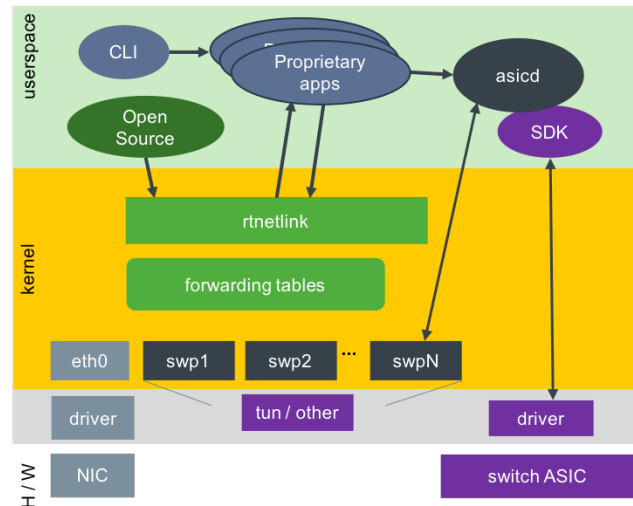 userspace
CLI
Proprietary
apps
asicd
Open
Source
SDK
kernel
rtnetlink
forwarding tables
eth0
swp1
swp2
...
swpN
driver
tun / other
driver
H / W
NIC
switch ASIC